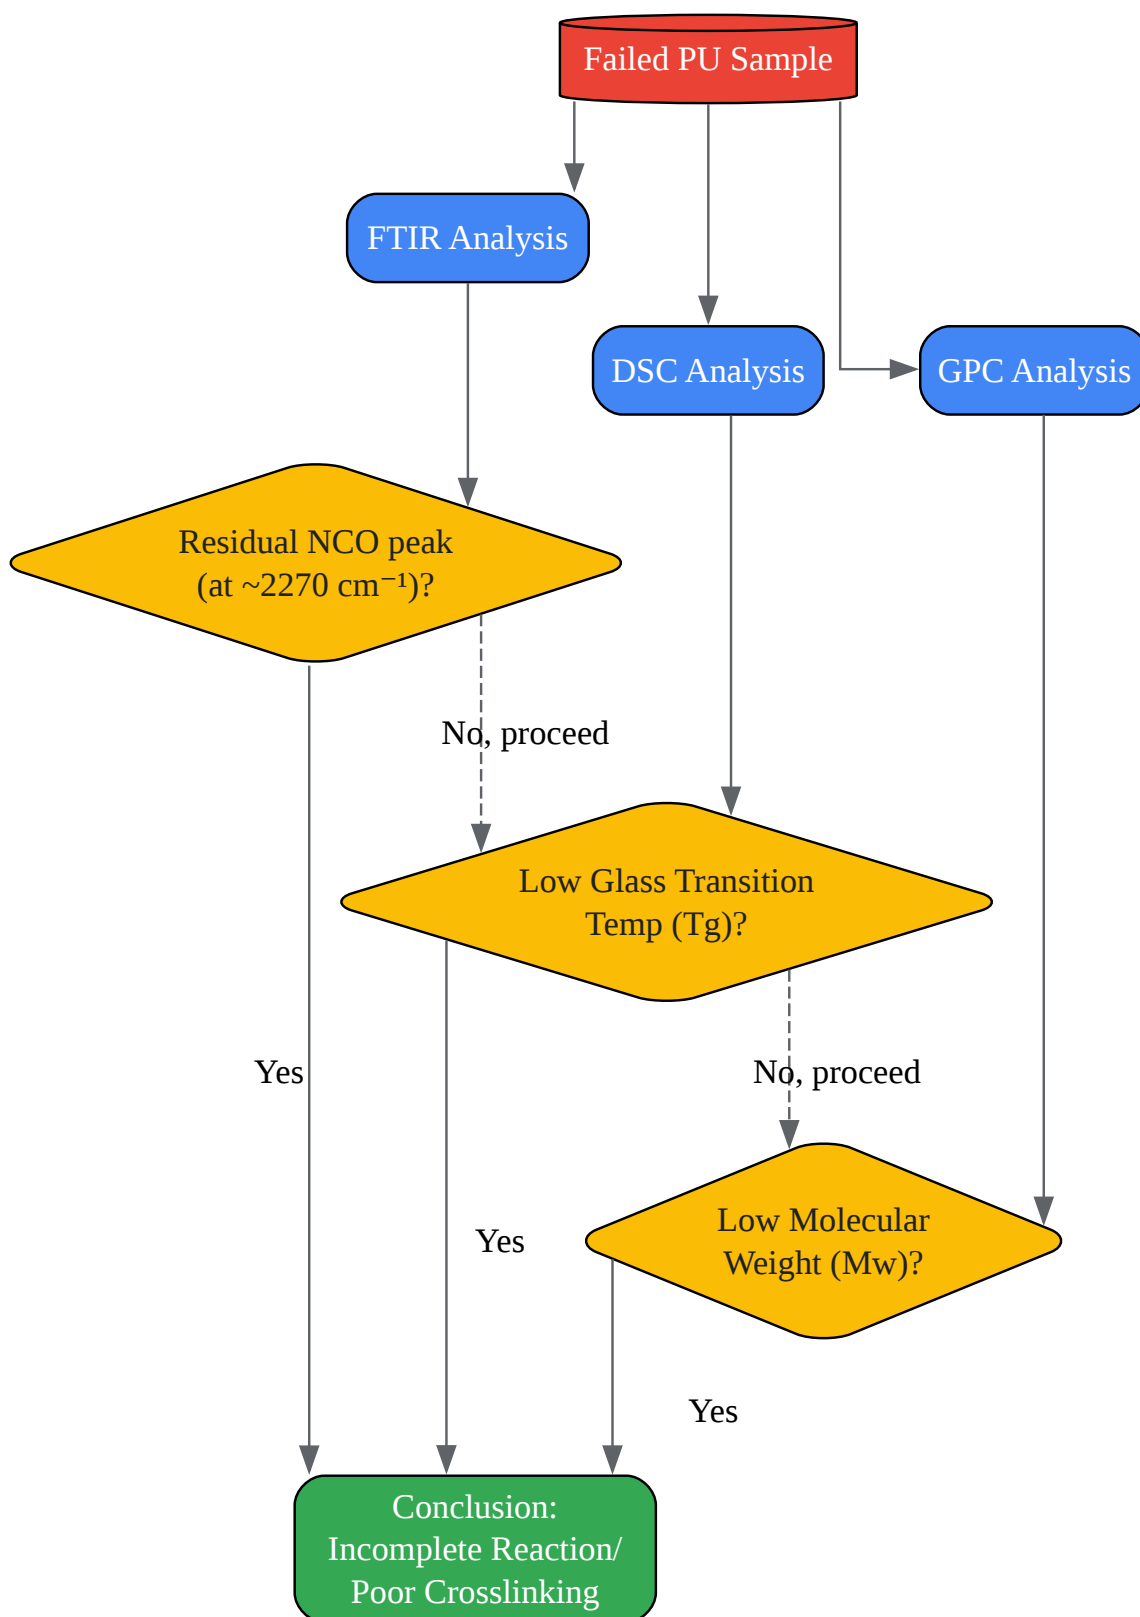 Failed PU Sample
FTIR Analysis
DSC Analysis
GPC Analysis
Residual NCO peak
(at ~2270 cm⁻¹)?
No, proceed
Low Glass Transition
Temp (Tg)?
Yes
No, proceed
Yes
Low Molecular
Weight (Mw)?
Yes
Conclusion:
Incomplete Reaction/
Poor Crosslinking